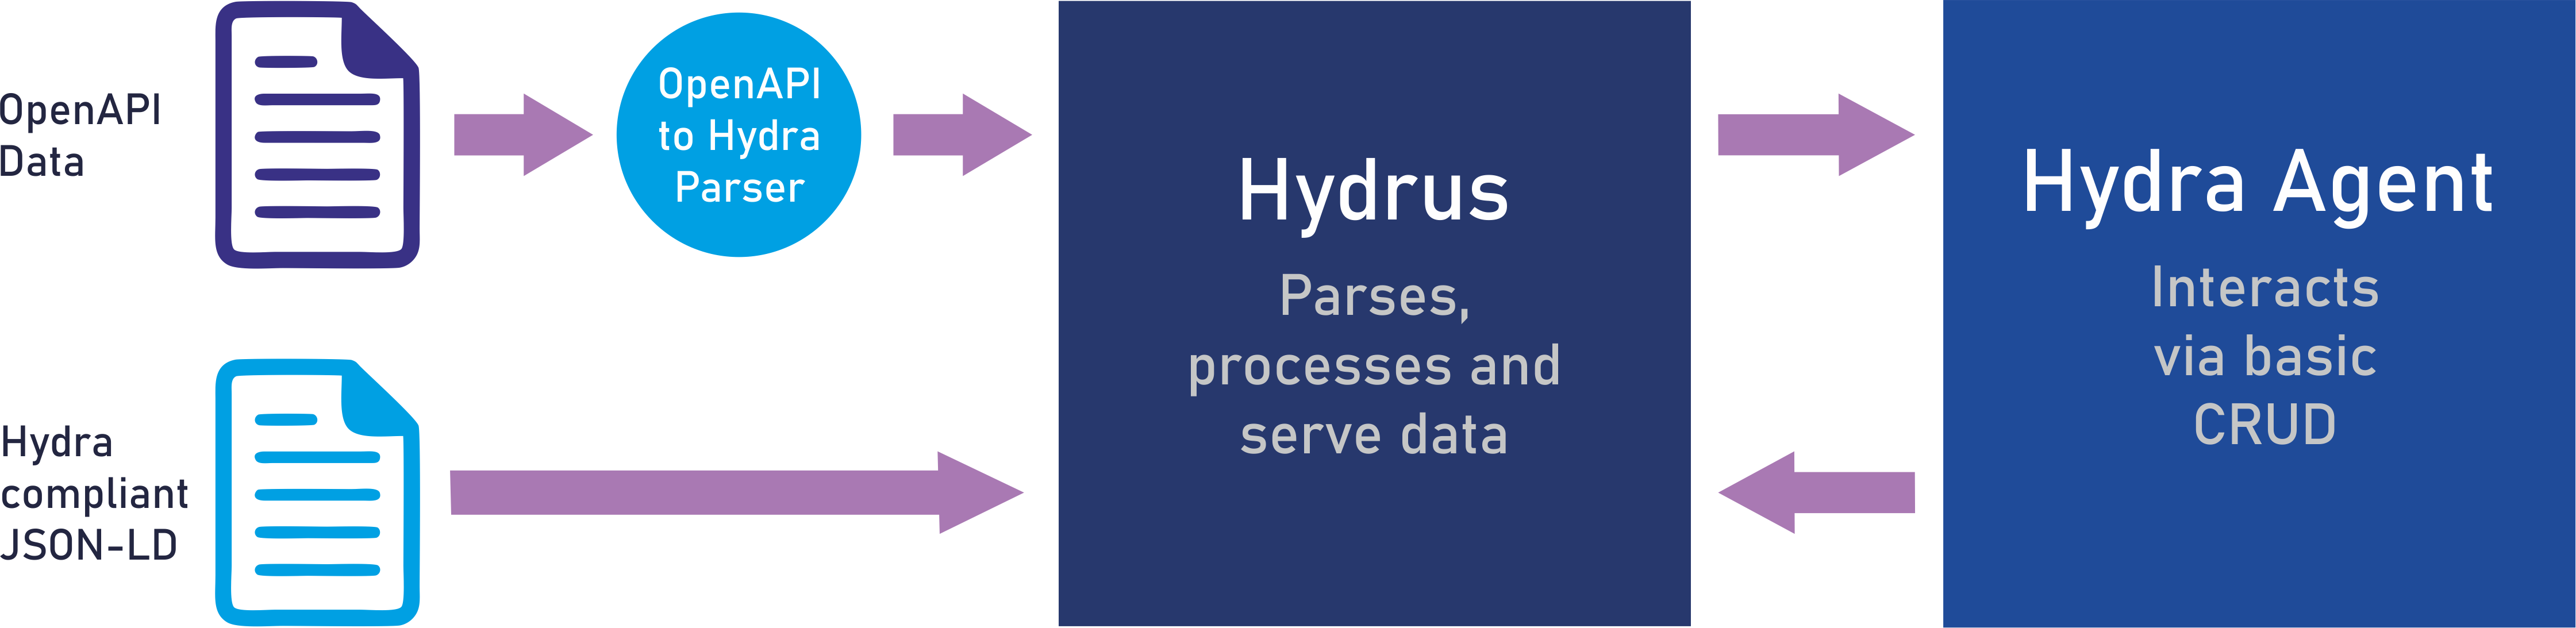 OpenAPI
Data
OpenAPI
to Hydra
Parser
Hydra
compliant
JSON-LD
Hydrus
Parses,
processes and
serve data
Hydra Agent
Interacts
via basic
CRUD